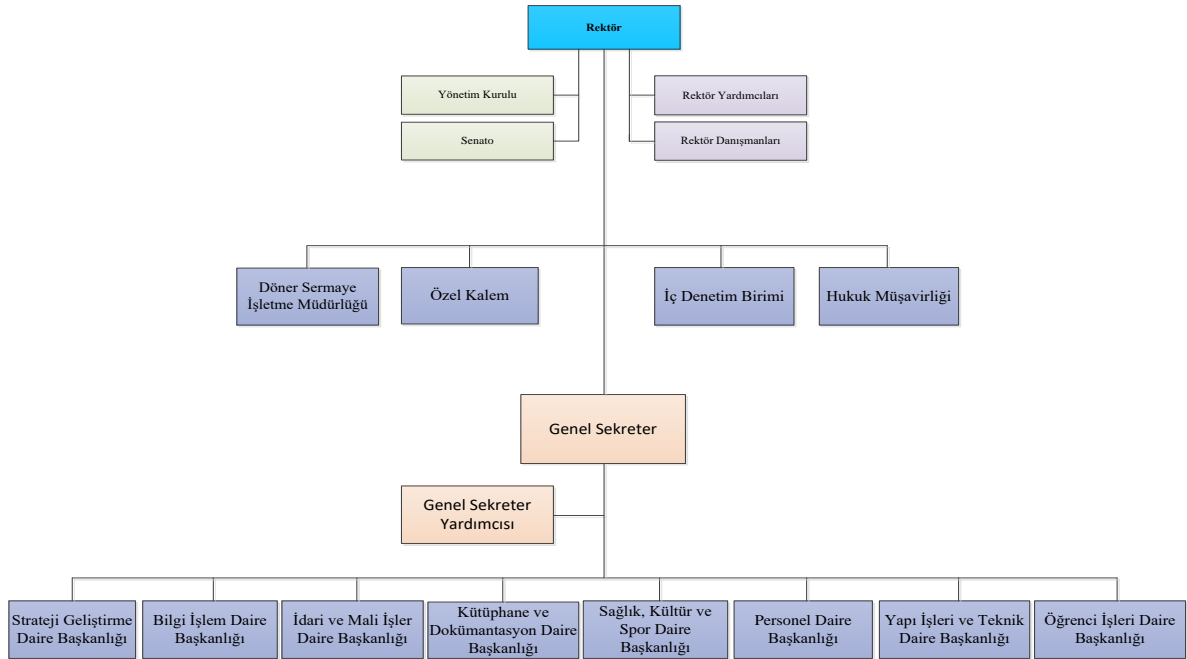 Rektör
Yönetim Kurulu
Rektör Yardımcıları
Senato
Rektör Danışmanları
Döner Sermaye
İşletme Müdürlüğü
Özel Kalem
İç Denetim Birimi
Hukuk Müşavirliği
Genel Sekreter
Genel Sekreter
Yardımcısı
Strateji Geliştirme
Daire Başkanlığı
Bilgi İşlem Daire
Başkanlığı
İdari ve Mali İşler
Daire Başkanlığı
Kütüphane ve
Dokümantasyon Daire
Başkanlığı
Sağlık, Kültür ve
Spor Daire
Başkanlığı
Personel Daire
Başkanlığı
Yapı İşleri ve Teknik
Daire Başkanlığı
Öğrenci İşleri Daire
Başkanlığı